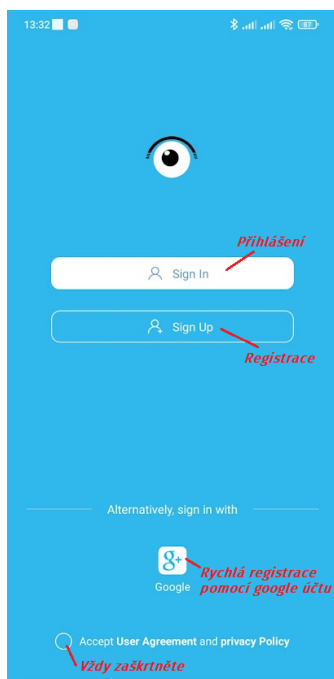 13:32
87
Přihlášení
Sign In
Sign Up
Registrace
Alternatively, sign in with
g+
Rychlá registrace
Google
pomocí google účtu
Accept User Agreement and privacy Policy
Vždy zaškrtněte